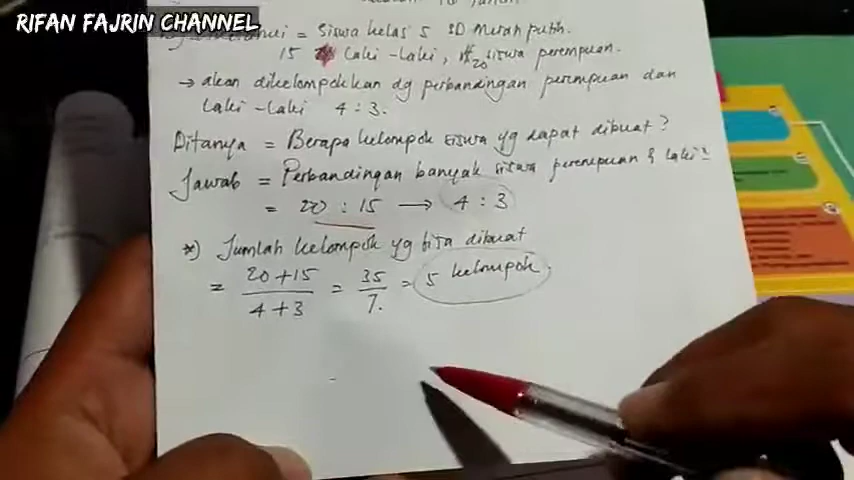 RIFAN FAJRIN CHANNEL
= Siswa kelas 5 SD merah putih.
15 laki-laki, 20 siswa perempuan.
→ akan dikelompokkan dg perbandingan perempuan dan
laki-laki 4 : 3.
Ditanya = Berapa kelompok siswa yg dapat dibuat?
Jawab = Perbandingan banyak siswa perempuan & laki²
= 20 : 15 → 4 : 3
*) Jumlah kelompok yg bisa dibuat
= 20+15 / 4+3 = 35 / 7. = 5 kelompok.